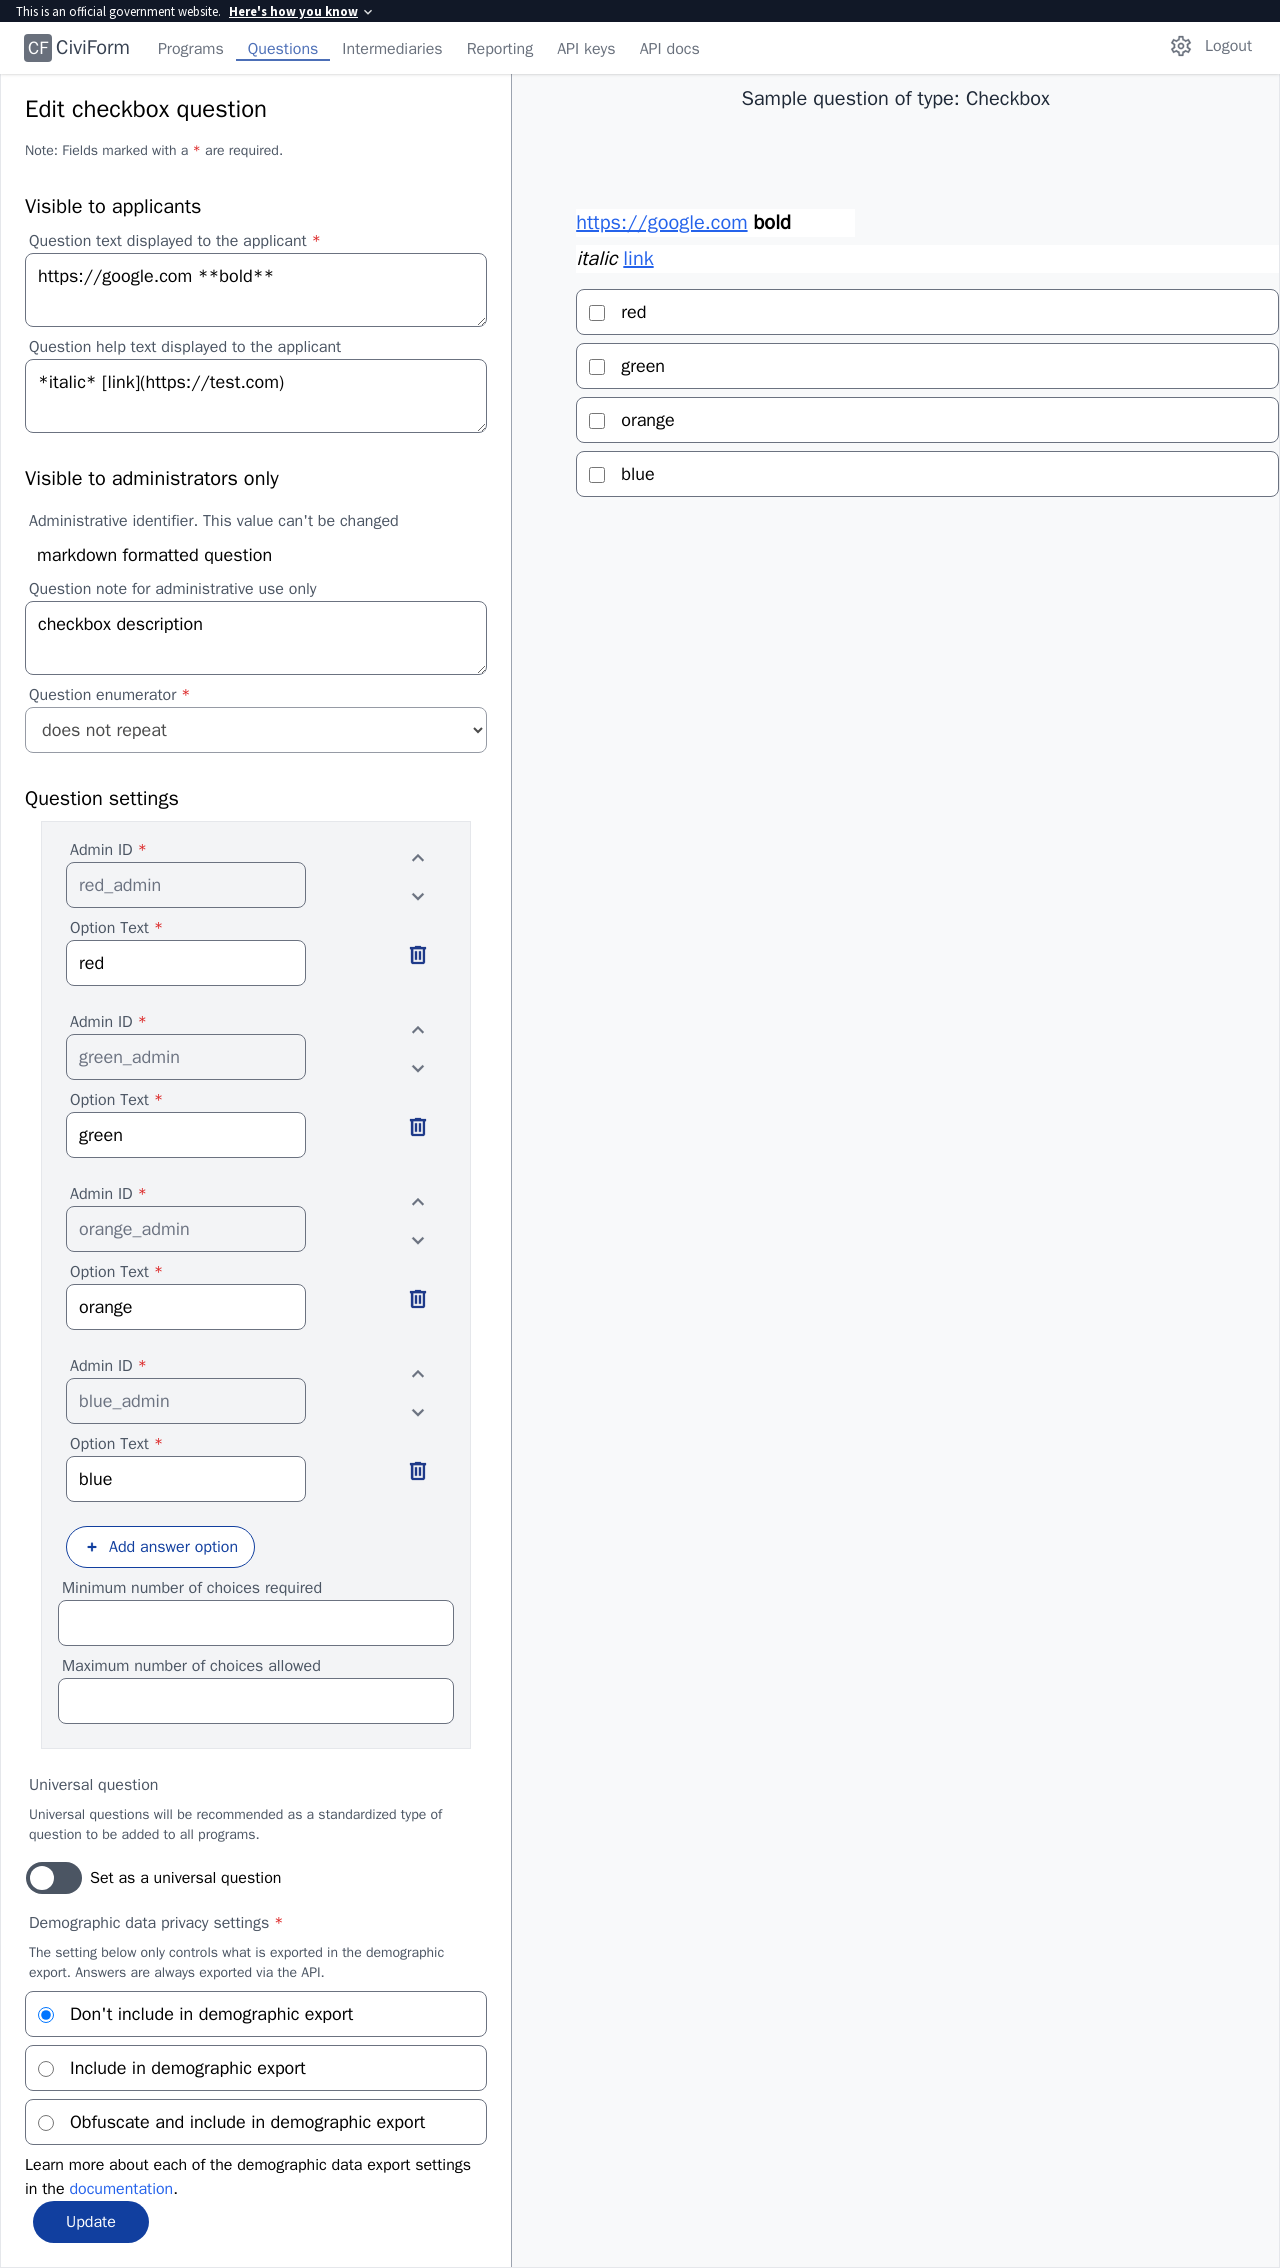 This is an official government website. Here's how you know
CF CiviForm Programs Questions Intermediaries Reporting API keys API docs Logout
Edit checkbox question
Note: Fields marked with a * are required.
Visible to applicants
Question text displayed to the applicant *
https://google.com **bold**
Question help text displayed to the applicant
*italic* [link](https://test.com)
Visible to administrators only
Administrative identifier. This value can't be changed
markdown formatted question
Question note for administrative use only
checkbox description
Question enumerator *
does not repeat
Question settings
Admin ID *
red_admin
Option Text *
red
Admin ID *
green_admin
Option Text *
green
Admin ID *
orange_admin
Option Text *
orange
Admin ID *
blue_admin
Option Text *
blue
+ Add answer option
Minimum number of choices required
Maximum number of choices allowed
Universal question
Universal questions will be recommended as a standardized type of
question to be added to all programs.
Set as a universal question
Demographic data privacy settings *
The setting below only controls what is exported in the demographic
export. Answers are always exported via the API.
Don't include in demographic export
Include in demographic export
Obfuscate and include in demographic export
Learn more about each of the demographic data export settings
in the documentation.
Update
Sample question of type: Checkbox
https://google.com bold
italic link
red
green
orange
blue